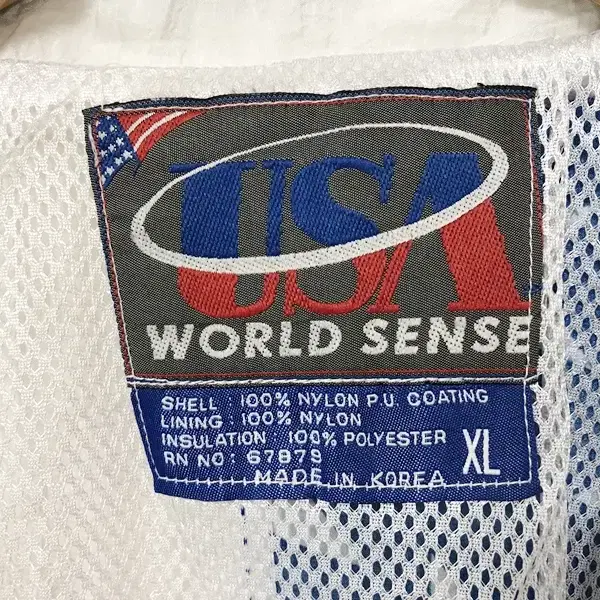 USA
WORLD SENSE
SHELL : 100% NYLON P.U. COATING
LINING : 100% NYLON
INSULATION : 100% POLYESTER
RN NO : 67879
XL
MADE IN KOREA